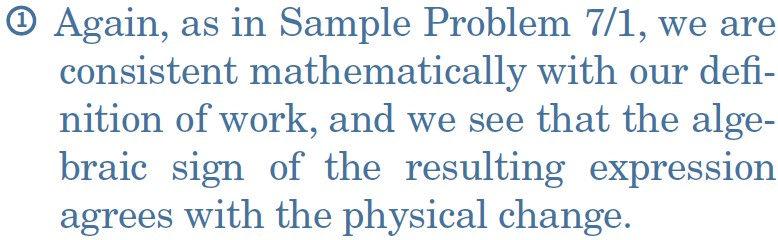 ① Again, as in Sample Problem 7/1, we are
consistent mathematically with our defi-
nition of work, and we see that the alge-
braic sign of the resulting expression
agrees with the physical change.